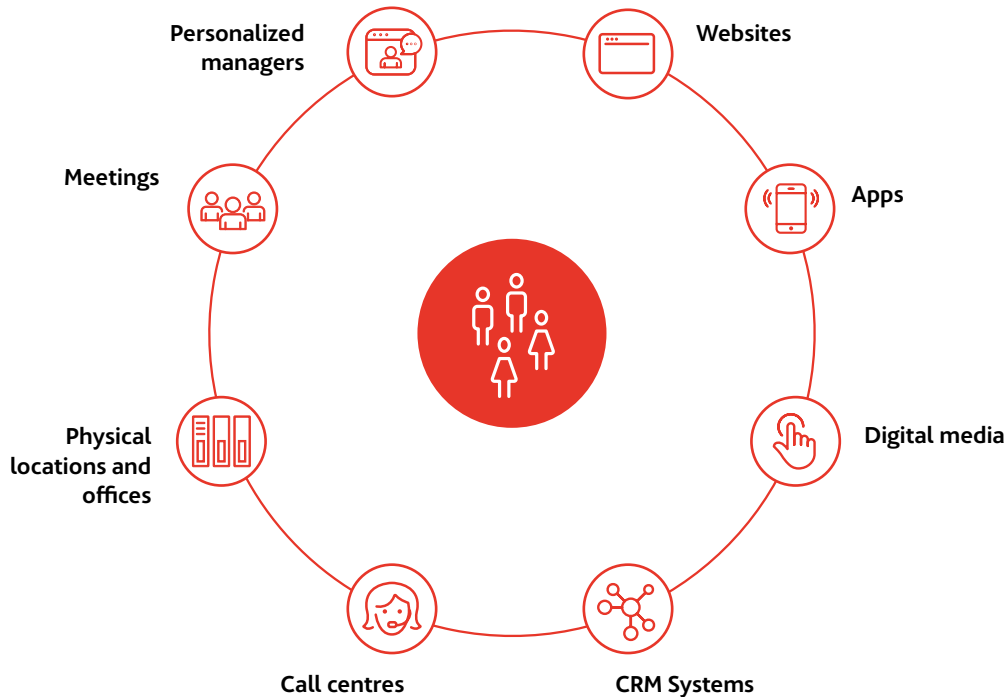 Personalized
managers
Websites
Meetings
Apps
Physical
locations and
offices
Digital media
Call centres
CRM Systems